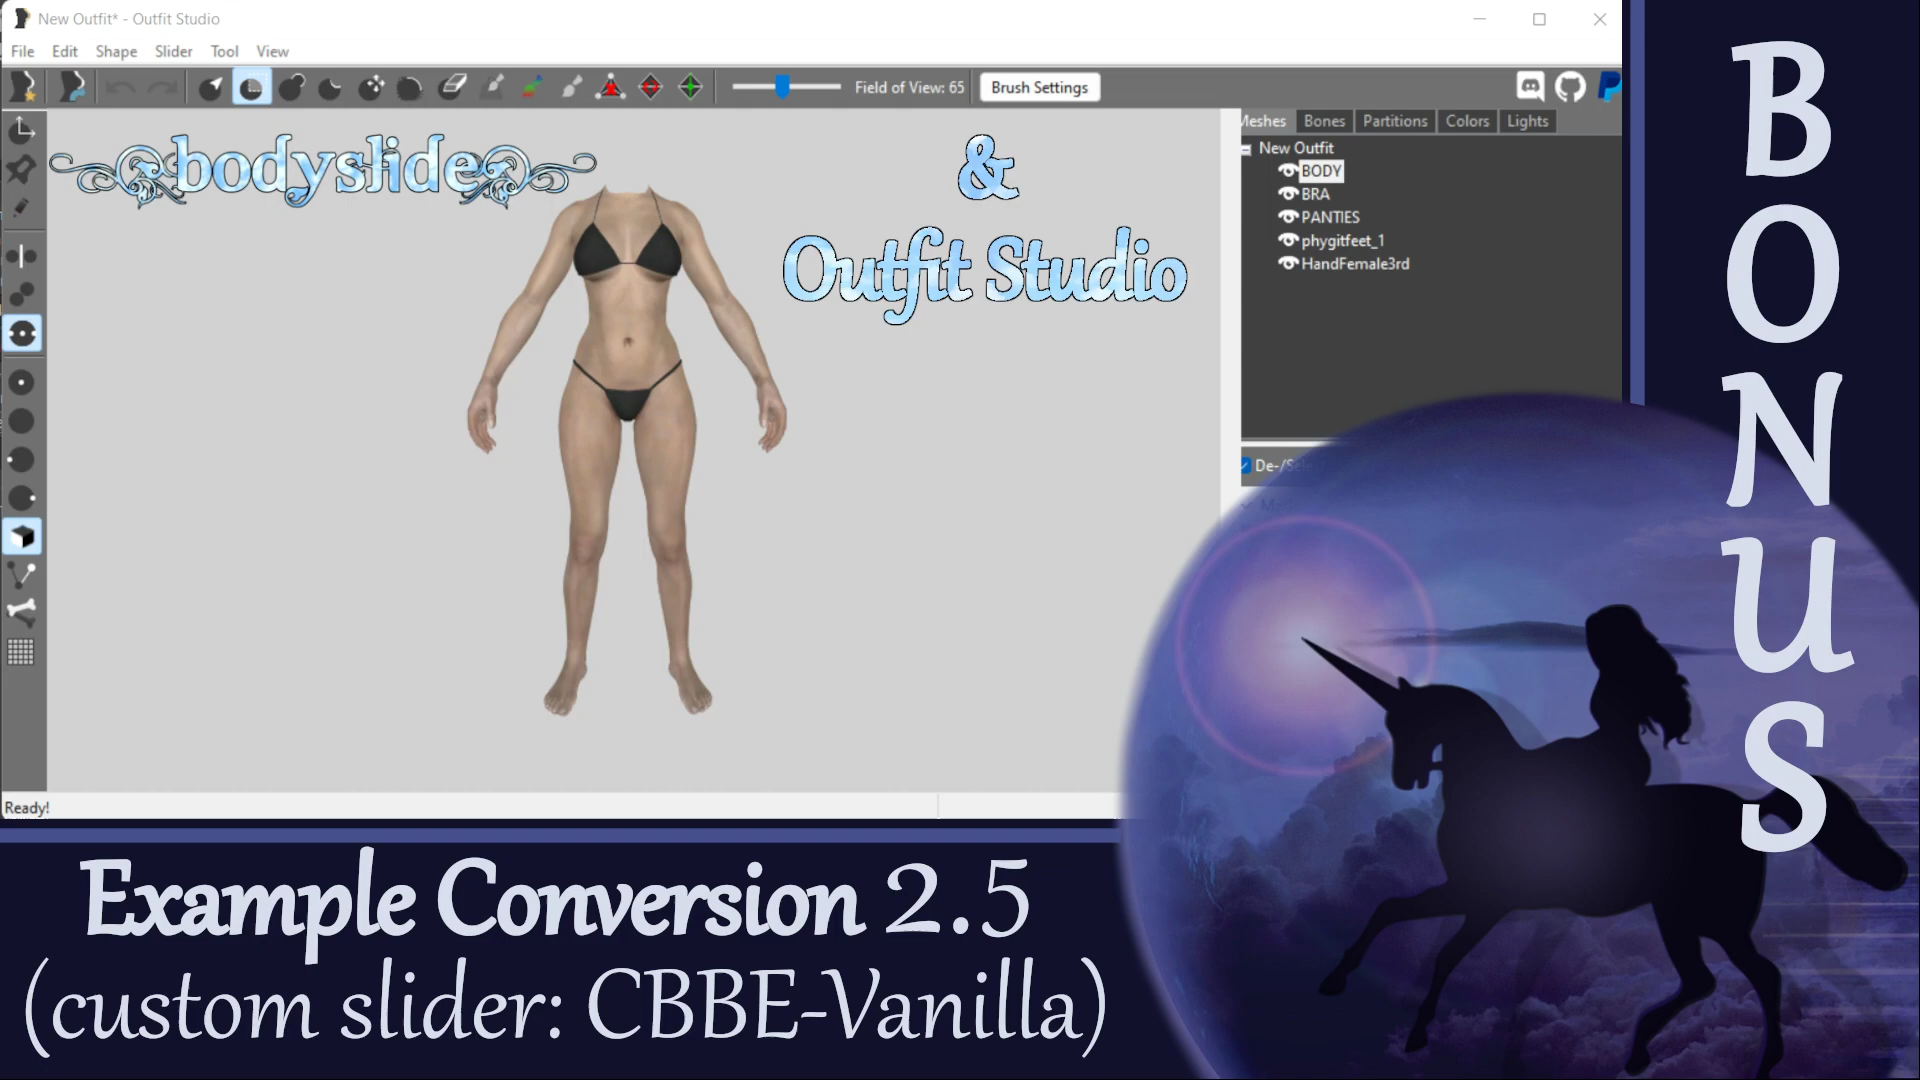 New Outfit* - Outfit Studio
File Edit Shape Slider Tool View
Field of View: 65 Brush Settings
Meshes Bones Partitions Colors Lights
New Outfit
BODY
BRA
PANTIES
phygitfeet_1
HandFemale3rd
bodyslide
&
Outfit Studio
Ready!
Example Conversion 2.5
(custom slider: CBBE-Vanilla)
BONUS